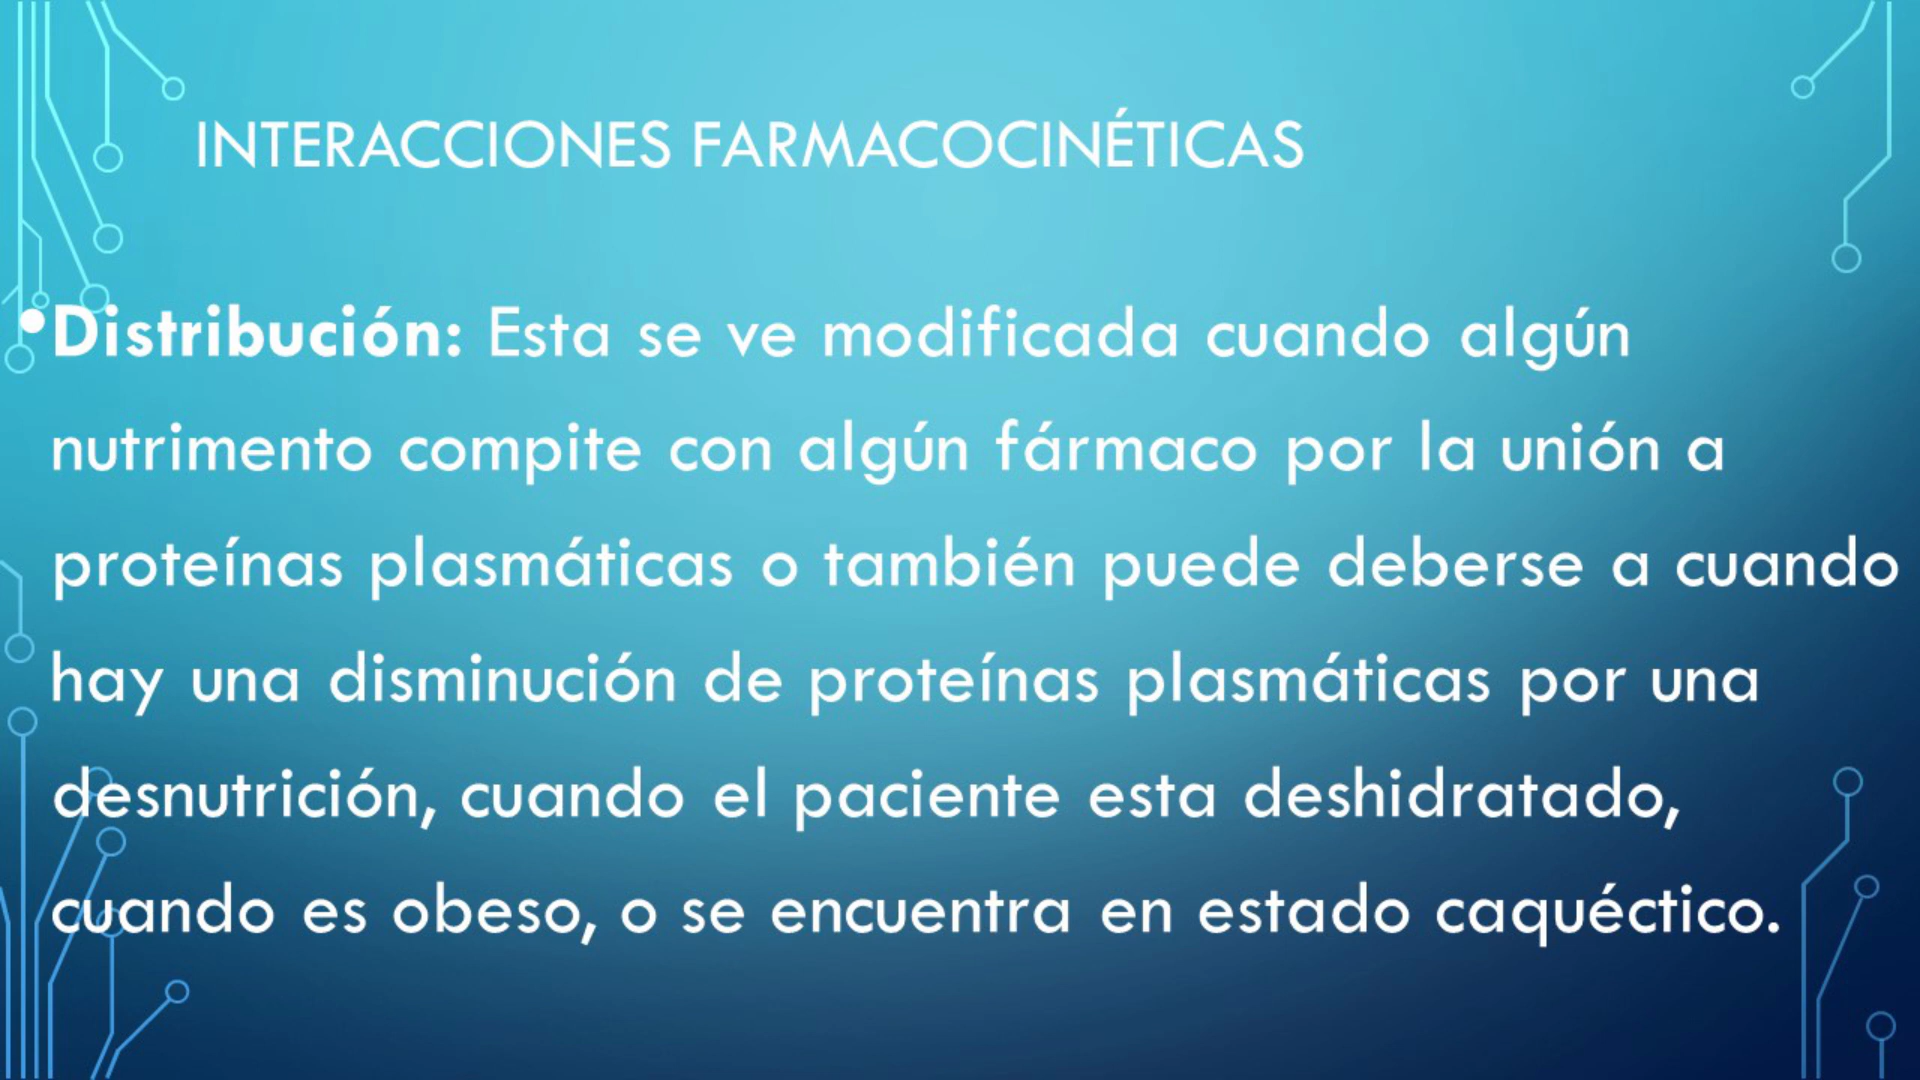 INTERACCIONES FARMACOCINÉTICAS
•Distribución: Esta se ve modificada cuando algún
nutrimento compite con algún fármaco por la unión a
proteínas plasmáticas o también puede deberse a cuando
hay una disminución de proteínas plasmáticas por una
desnutrición, cuando el paciente esta deshidratado,
cuando es obeso, o se encuentra en estado caquéctico.